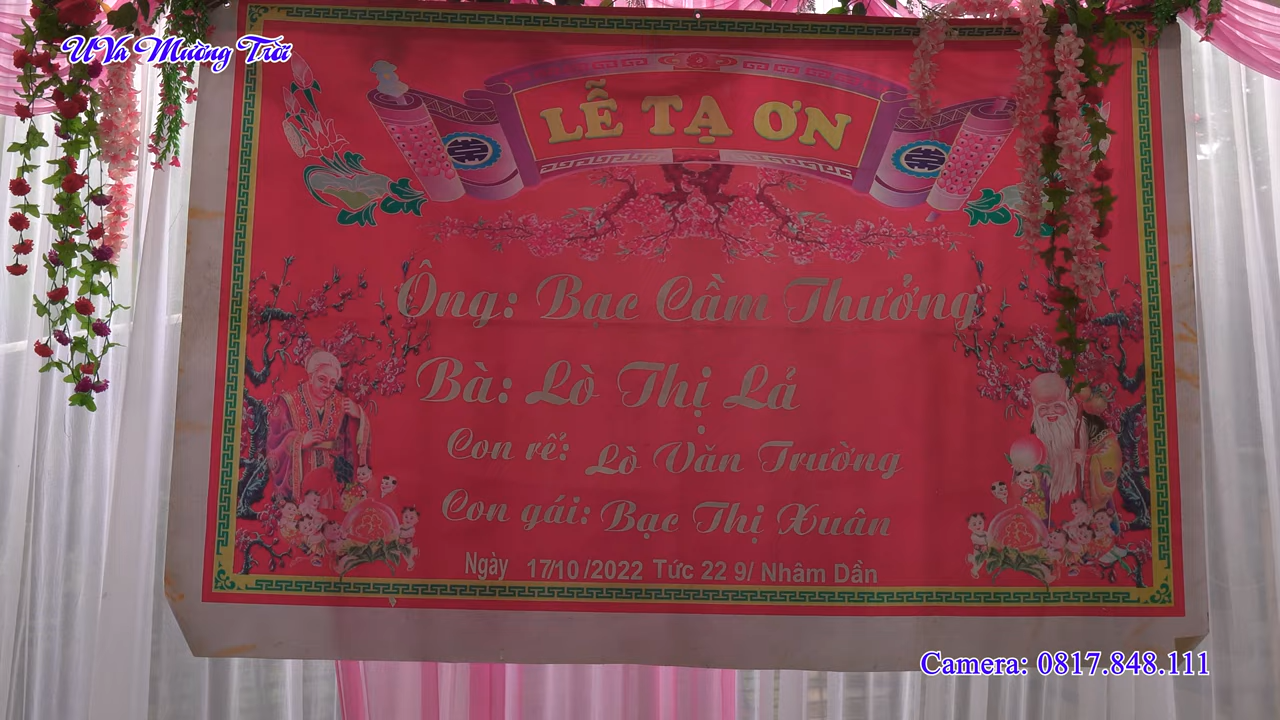 UVa Mường Trời
LỄ TẠ ƠN
Ông: Bạc Cầm Thưởng
Bà: Lò Thị Lả
Con rể: Lò Văn Trường
Con gái: Bạc Thị Xuân
Ngày 17/10/2022 Tức 22 9/ Nhâm Dần
Camera: 0817.848.111